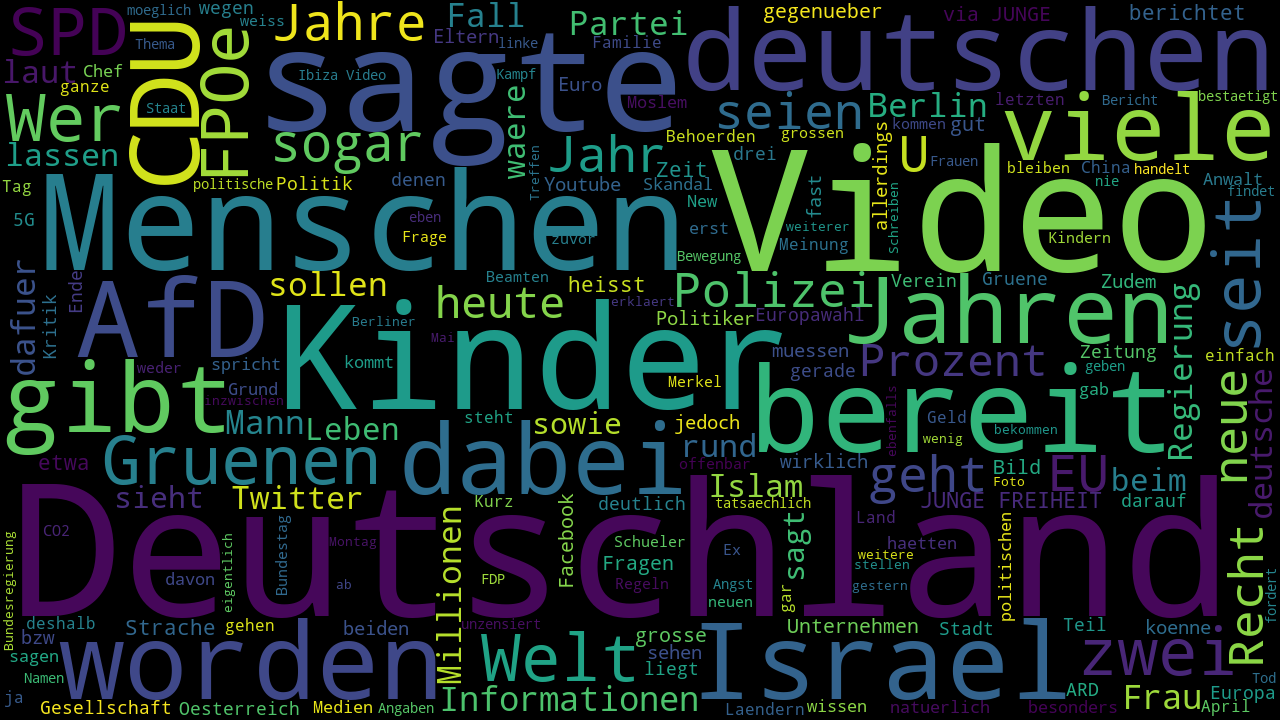 SPD
moeglich
wegen
weiss
Thema
CDU
FPOe
Jahre
Fall
Partei
gegenueber
via JUNGE
berichtet
laut
Chef
ganze
Eltern
linke
Familie
sagte
deutschen
Ibiza Video
Kampf
Euro
Moslem
Wer
Staat
sogar
waere
seien
Berlin
letzten
Bericht
bestaetigt
viele
lassen
Behoerden
grossen
kommen
gut
Jahr
Zeit
drei
U
Frauen
allerdings
bleiben
China
handelt
nie
Anwalt
findet
Tag
politische
Politik
denen
Treffen
Youtube
Skandal
fast
Menschen
Video
5G
eben
Frage
zuvor
New
erst
weiterer
Meinung
schreiben
Kindern
seit
Bewegung
dafuer
Kritik
Ende
AfD
sollen
Beamten
heisst
heute
erklaert
Polizei
Verein
Gruene
Zudem
Jahren
Regierung
Berliner
Mai
Politiker
Europawahl
Kinder
gibt
weder
spricht
kommt
muessen
gerade
Prozent
Zeitung
geben
einfach
Grund
inzwischen
Merkel
bereit
gab
neue
deutsche
Mann
Leben
steht
sowie
jedoch
ebenfalls
Geld
wenig
bekommen
Gruenen
dabei
rund
etwa
offenbar
wirklich
geht
Bild
Foto
EU
beim
sieht
Twitter
Kurz
deutlich
Islam
tatsaechlich
JUNGE FREIHEIT
darauf
Recht
Deutschland
CO2
Bundesregierung
davon
eigentlich
Bundestag
Montag
ab
Millionen
FDP
Facebook
Schueler
Fragen
Regeln
Ex
Angst
neuen
sagt
gar
Land
haetten
weitere
stellen
gestern
politischen
fordert
deshalb
bzw
sagen
Namen
ja
Strache
gehen
beiden
unzensiert
worden
Welt
grosse
sehen
liegt
Israel
Unternehmen
Stadt
Teil
koenne
zwei
Tod
Gesellschaft
Oesterreich
Medien
Angaben
Informationen
Laendern
wissen
natuerlich
ARD
besonders
Frau
Europa
April